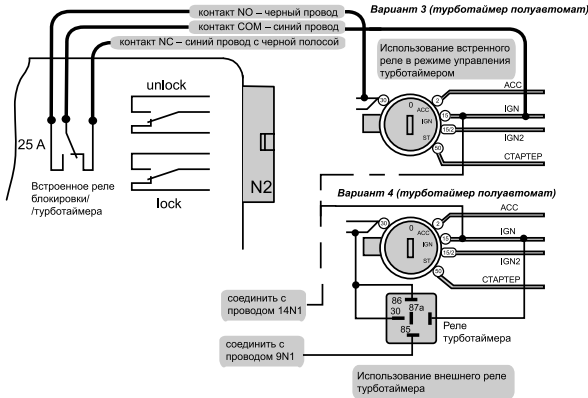 контакт NO – черный провод
Вариант 3 (турботаймер полуавтомат)
контакт COM – синий провод
контакт NC – синий провод с черной полосой
Использование встренного
реле в режиме управления
турботаймером
unlock
25 A
N2
Встроенное реле
блокировки/
/турботаймера
lock
30
0
ACC
IGN
ST
2
15
15/2
50
ACC
IGN
IGN2
СТАРТЕР
Вариант 4 (турботаймер полуавтомат)
30
0
ACC
IGN
ST
2
15
15/2
50
ACC
IGN
IGN2
СТАРТЕР
соединить с
проводом 14N1
86
87a
30
85
Реле
турботаймера
соединить с
проводом 9N1
Использование внешнего реле
турботаймера